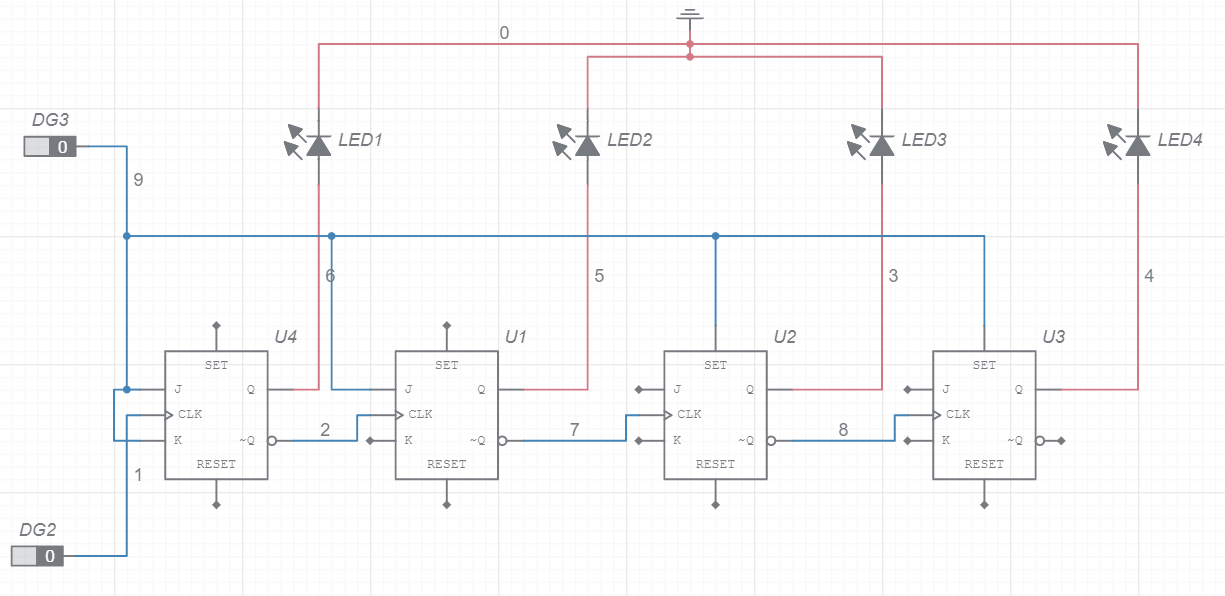 0
DG3
0
LED1
LED2
LED3
LED4
9
6
5
3
4
U4
U1
U2
U3
SET
SET
SET
SET
J
Q
J
Q
J
Q
J
Q
CLK
CLK
CLK
CLK
K
~Q
K
~Q
K
~Q
K
~Q
2
7
8
RESET
RESET
RESET
RESET
1
DG2
0